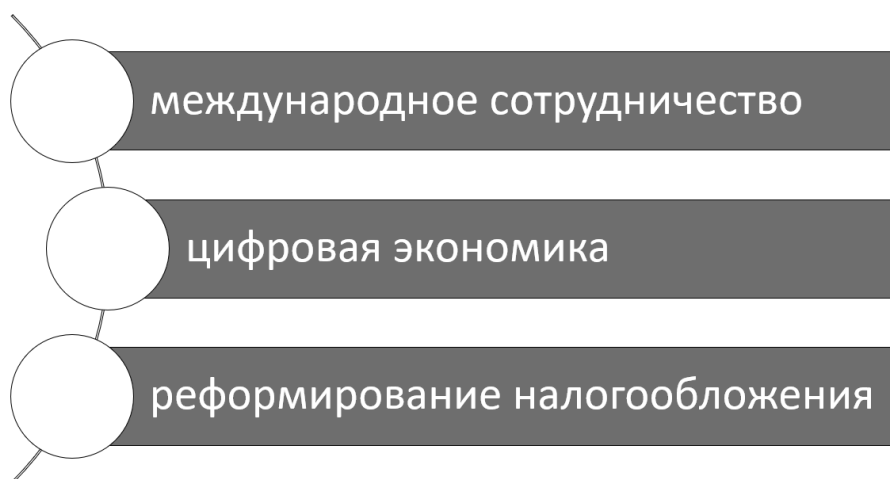 международное сотрудничество
цифровая экономика
реформирование налогообложения